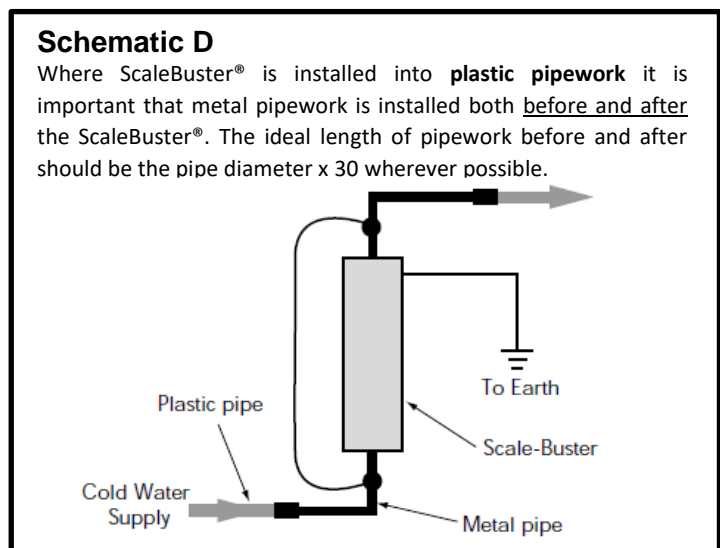 Schematic D
Where ScaleBuster® is installed into plastic pipework it is
important that metal pipework is installed both before and after
the ScaleBuster®. The ideal length of pipework before and after
should be the pipe diameter x 30 wherever possible.
To Earth
Plastic pipe
Scale-Buster
Cold Water
Supply
Metal pipe